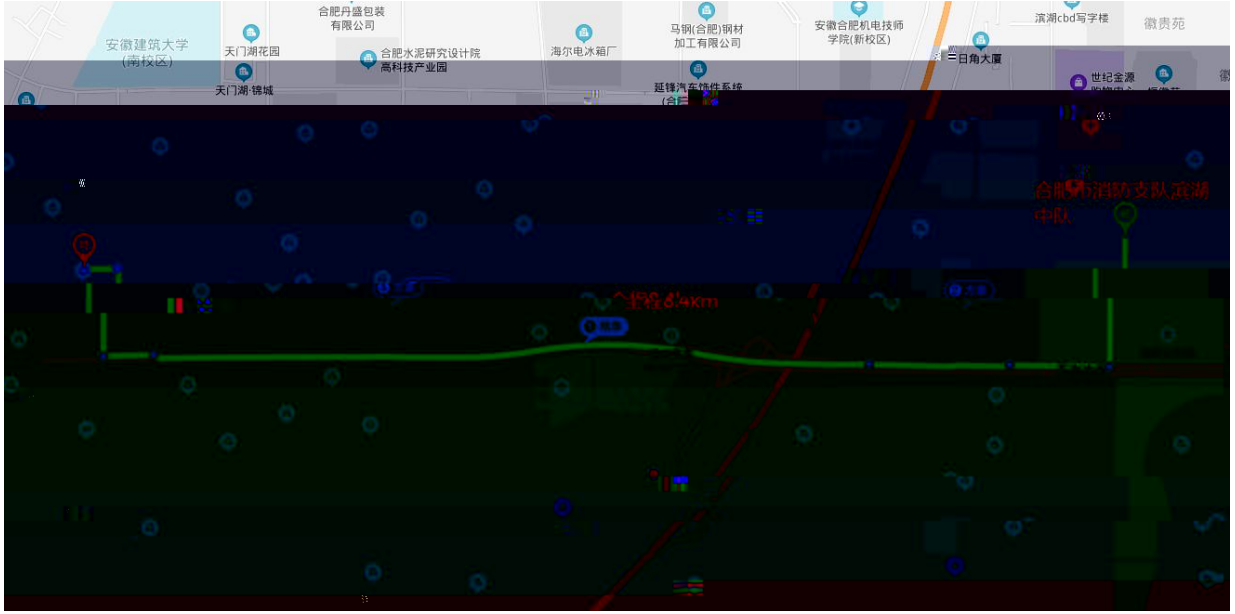 合肥丹盛包装
有限公司
安徽建筑大学
(南校区)
天门湖花园
合肥水泥研究设计院
高科技产业园
海尔电冰箱厂
马钢(合肥)钢材
加工有限公司
安徽合肥机电技师
学院(新校区)
滨湖cbd写字楼
徽贵苑
日角大厦
天门湖·锦城
延锋汽车饰件系统
世纪金源
合肥市消防支队滨湖
中队
全程8.4Km